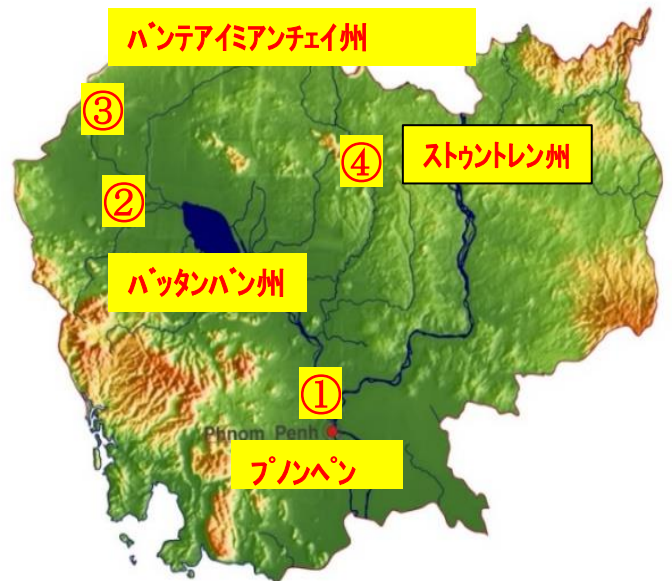 バンテアイミアンチェイ州
③
④
ストゥントレン州
②
バッタンバン州
①
Phnom Penh
プノンペン